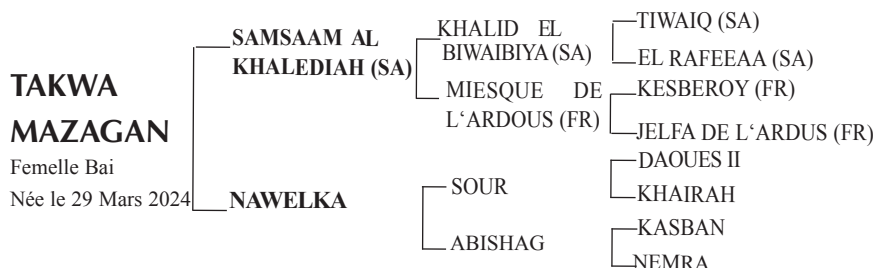 TAKWA
MAZAGAN
Femelle Bai
Née le 29 Mars 2024
SAMSAAM AL
KHALEDIAH (SA)
NAWELKA
KHALID EL
BIWAIBIYA (SA)
MIESQUE DE
L‘ARDOUS (FR)
SOUR
ABISHAG
TIWAIQ (SA)
EL RAFEEAA (SA)
KESBEROY (FR)
JELFA DE L‘ARDUS (FR)
DAOUES II
KHAIRAH
KASBAN
NEMRA